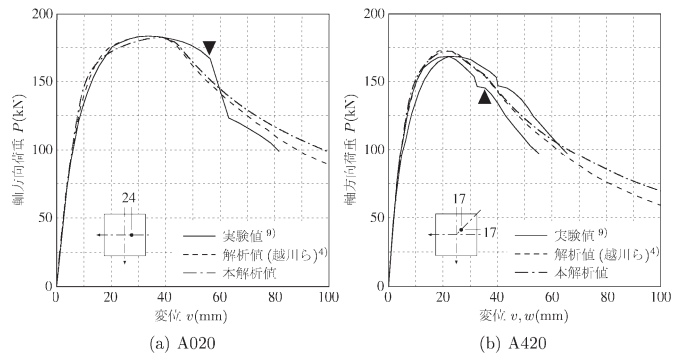 200
150
100
50
0
軸方向荷重 P(kN)
24
実験値 9)
解析値 (越川ら)4)
本解析値
0 20 40 60 80 100
変位 v(mm)
(a) A020
200
150
100
50
0
軸方向荷重 P(kN)
17
17
実験値 9)
解析値 (越川ら)4)
本解析値
0 20 40 60 80 100
変位 v, w(mm)
(b) A420